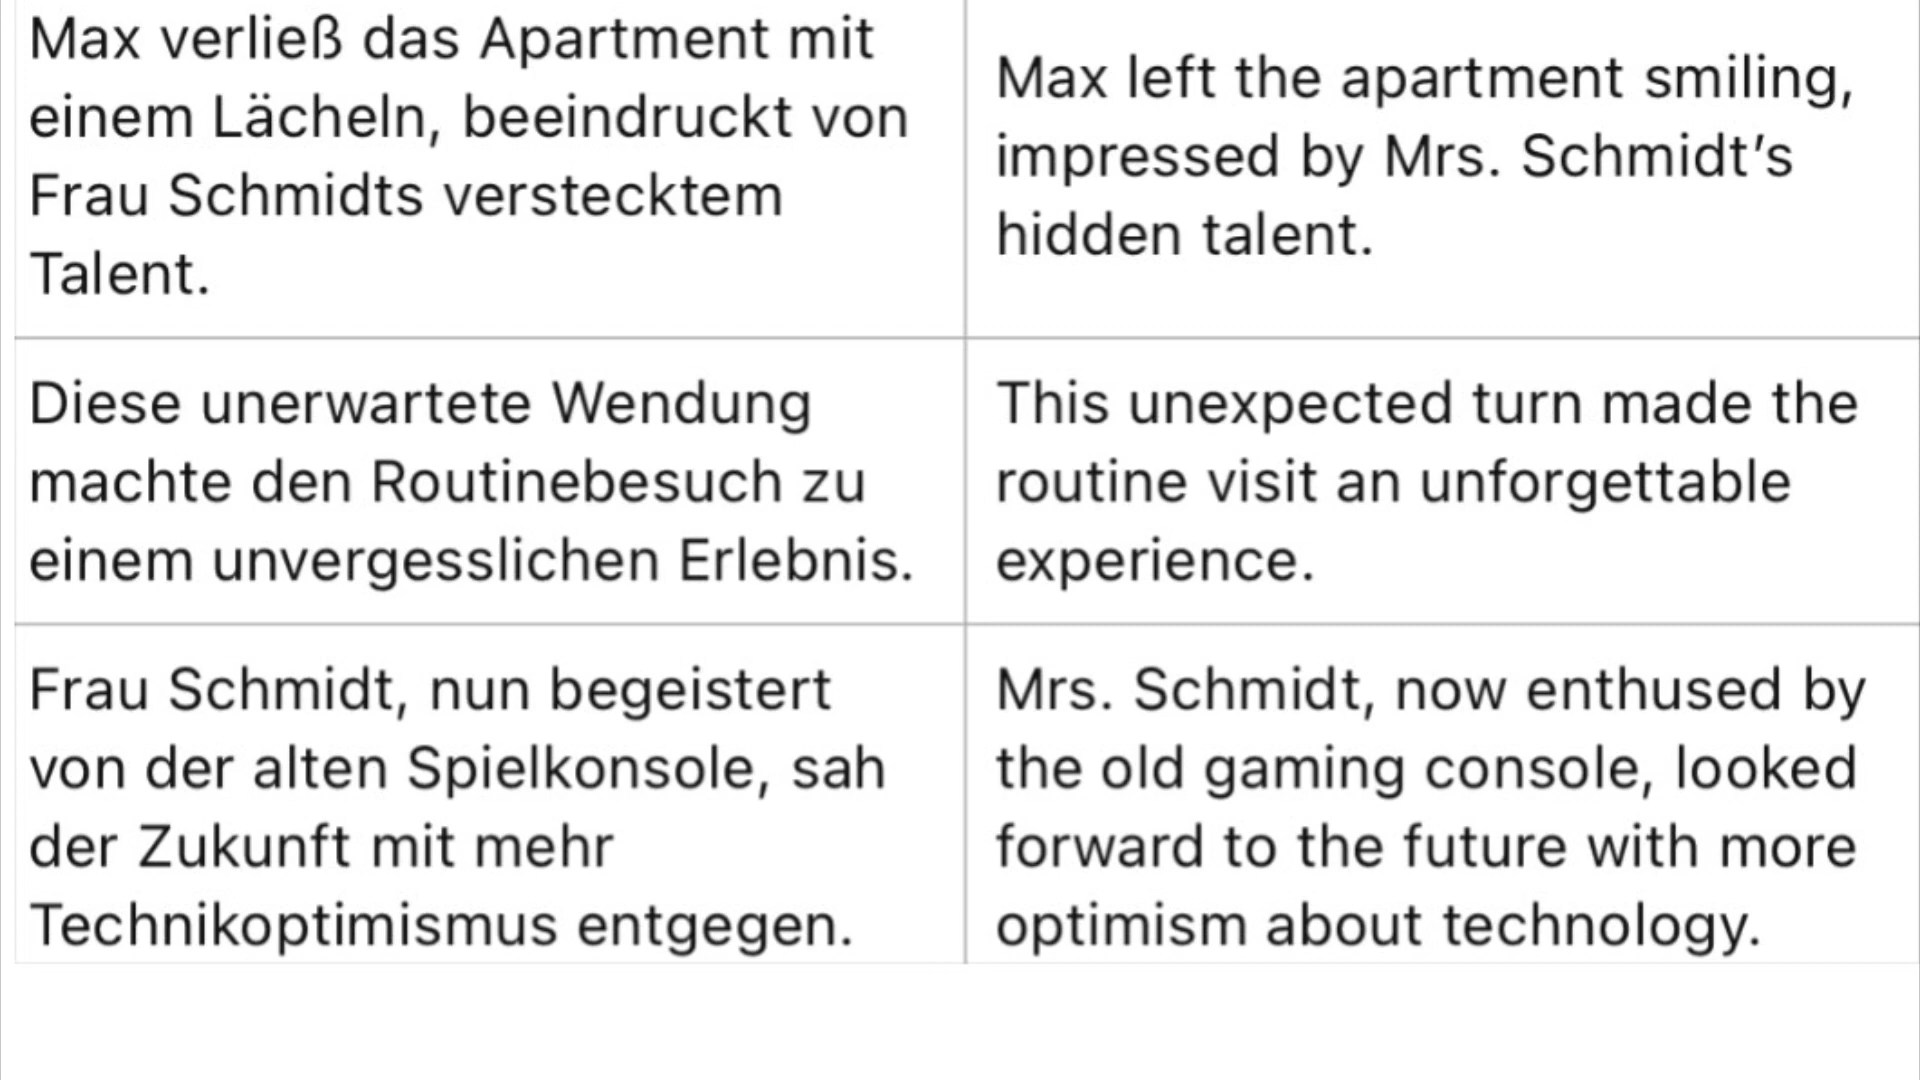 Max verließ das Apartment mit
einem Lächeln, beeindruckt von
Frau Schmidts verstecktem
Talent.
Max left the apartment smiling,
impressed by Mrs. Schmidt’s
hidden talent.
Diese unerwartete Wendung
machte den Routinebesuch zu
einem unvergesslichen Erlebnis.
This unexpected turn made the
routine visit an unforgettable
experience.
Frau Schmidt, nun begeistert
von der alten Spielkonsole, sah
der Zukunft mit mehr
Technikoptimismus entgegen.
Mrs. Schmidt, now enthused by
the old gaming console, looked
forward to the future with more
optimism about technology.